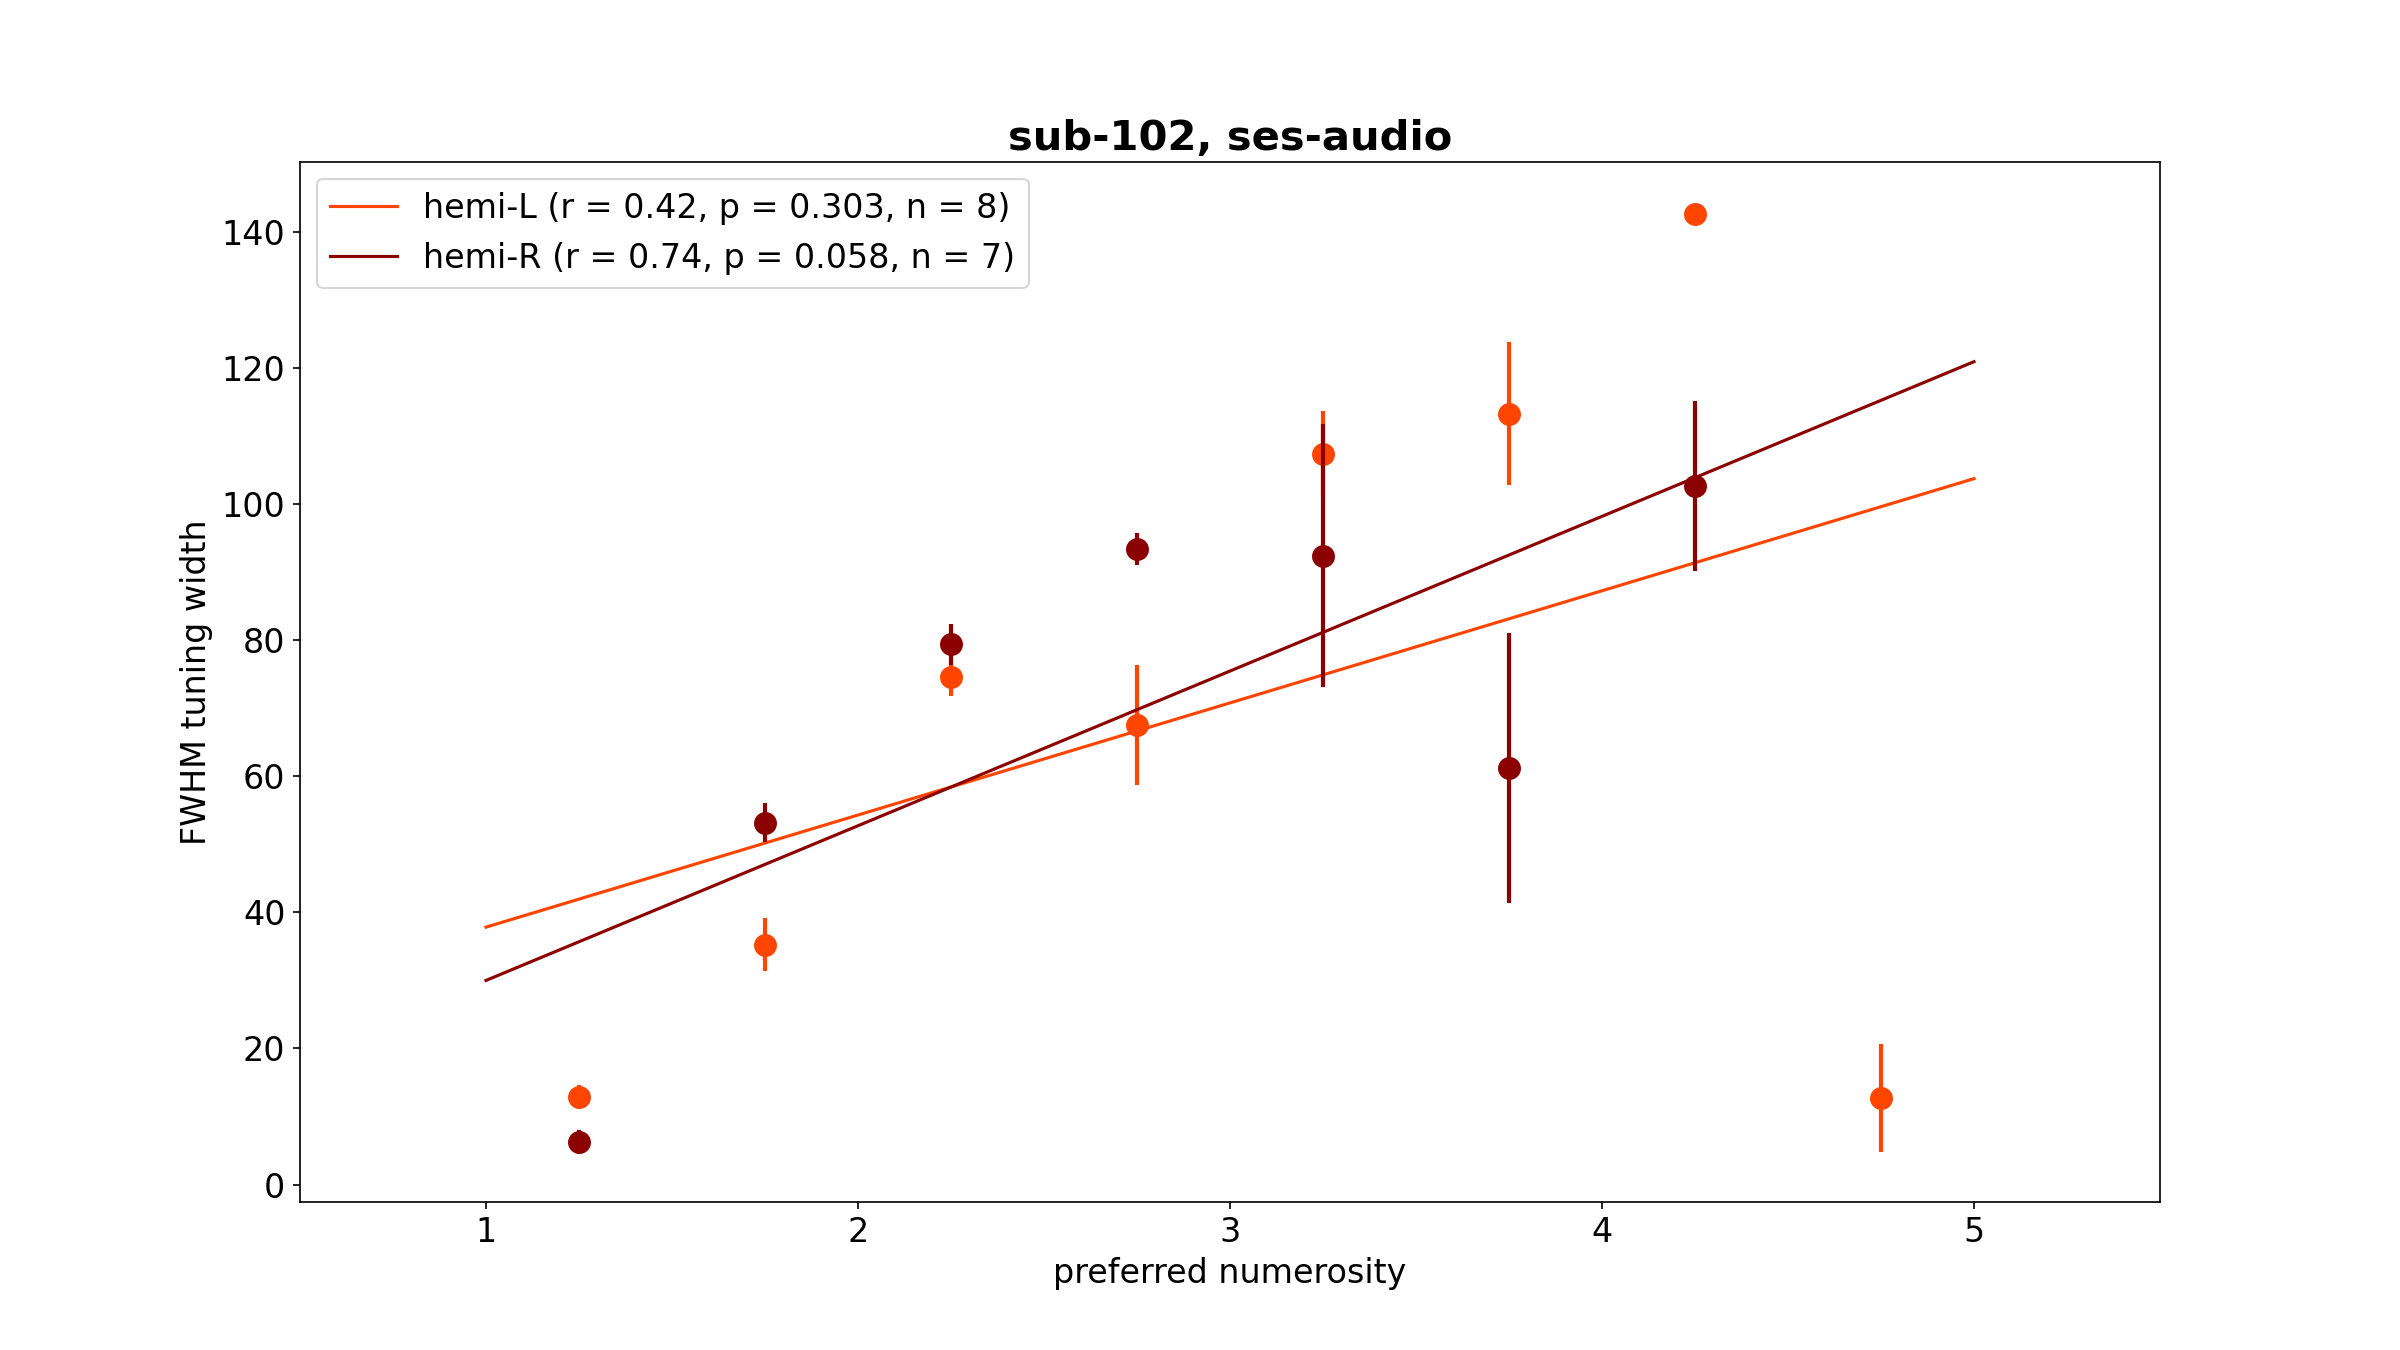 sub-102, ses-audio
hemi-L (r = 0.42, p = 0.303, n = 8)
hemi-R (r = 0.74, p = 0.058, n = 7)
140
120
100
80
60
40
20
0
FWHM tuning width
1 2 3 4 5
preferred numerosity